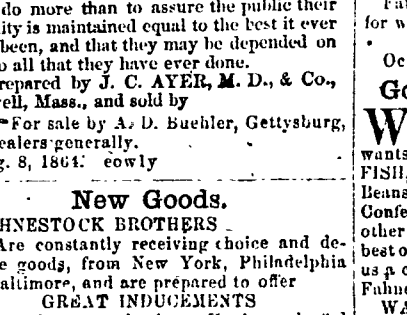 do more than to assure the public their
ity is maintained equal to the best it ever
been, and that they may be depended on
o all that they have ever done.
repared by J. C. AYER, M. D., & Co.,
ell, Mass., and sold by
For sale by A. D. Buehler, Gettysburg,
ealers generally.
g. 8, 1864. eowly
New Goods.
HNESTOCK BROTHERS
Are constantly receiving choice and de-
e goods, from New York, Philadelphia
altimore, and are prepared to offer
GREAT INDUCEMENTS
for w
Oc
Go
W
wants
FISH,
Beans
Confe
other
best o
us a c
Fahne
WA